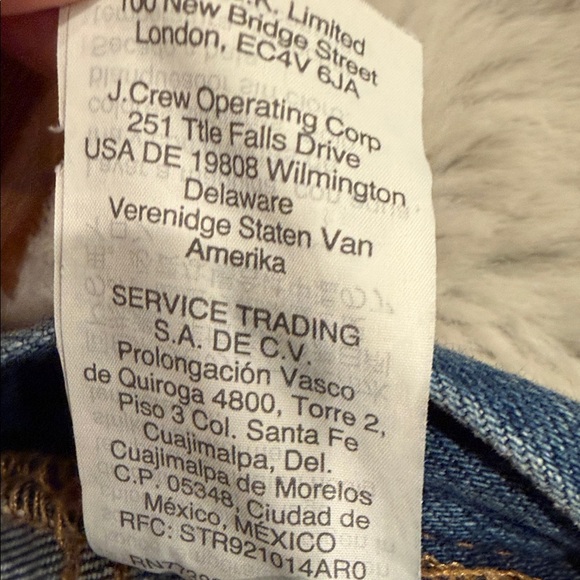 K. Limited
100 New Bridge Street
London, EC4V 6JA
J.Crew Operating Corp
251 Ttle Falls Drive
USA DE 19808 Wilmington
Delaware
Verenidge Staten Van
Amerika
SERVICE TRADING
S.A. DE C.V.
Prolongación Vasco
de Quiroga 4800, Torre 2,
Piso 3 Col. Santa Fe
Cuajimalpa, Del.
Cuajimalpa de Morelos
C.P. 05348, Ciudad de
México, MÉXICO
RFC: STR921014AR0